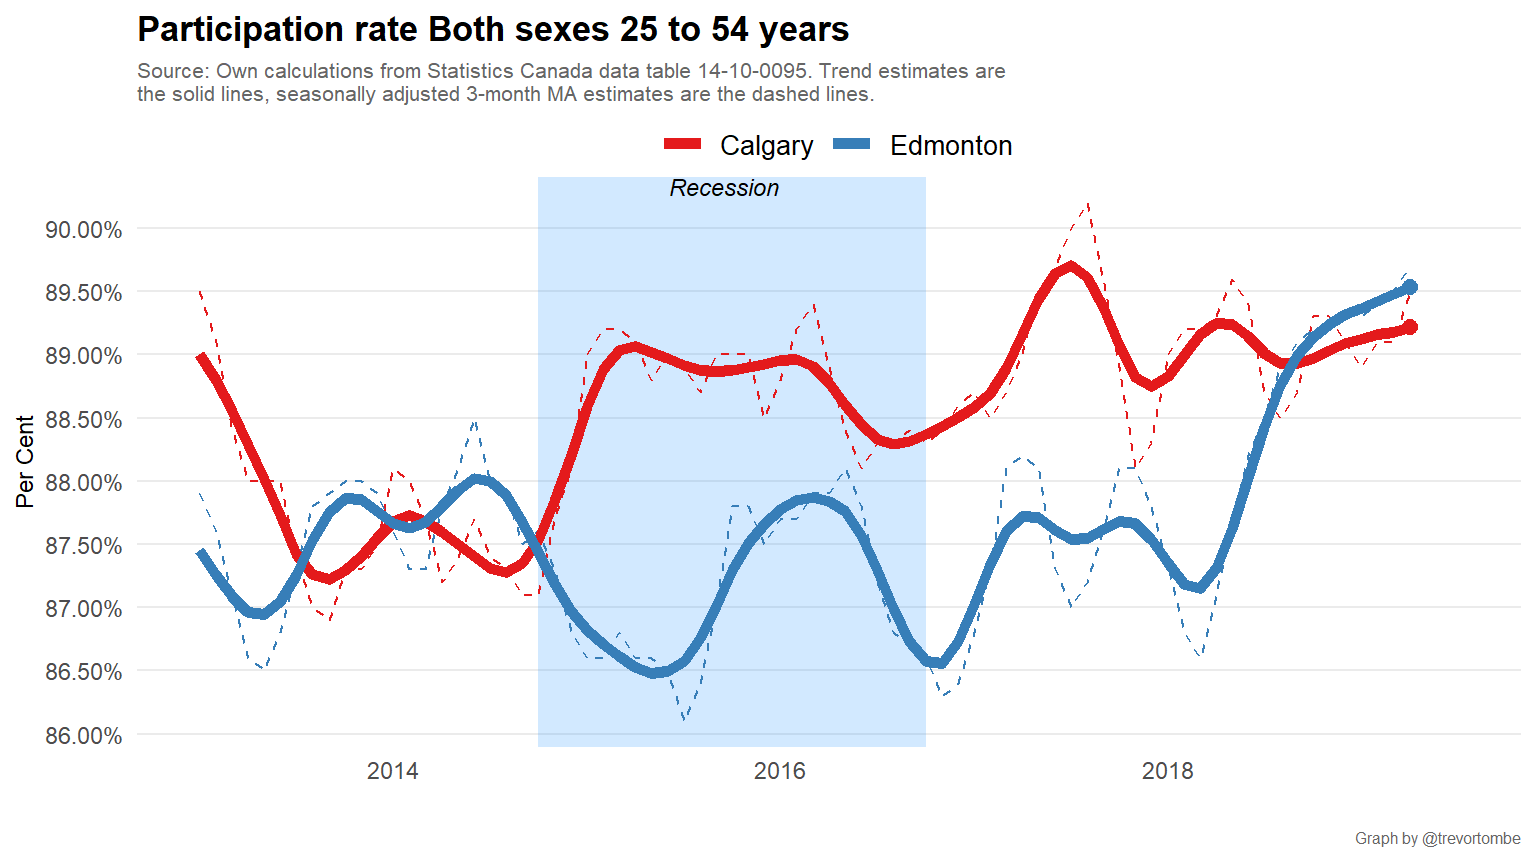 Participation rate Both sexes 25 to 54 years
Source: Own calculations from Statistics Canada data table 14-10-0095. Trend estimates are
the solid lines, seasonally adjusted 3-month MA estimates are the dashed lines.
Calgary Edmonton
Recession
90.00%
89.50%
89.00%
88.50%
88.00%
87.50%
87.00%
86.50%
86.00%
Per Cent
2014 2016 2018
Graph by @trevortombe